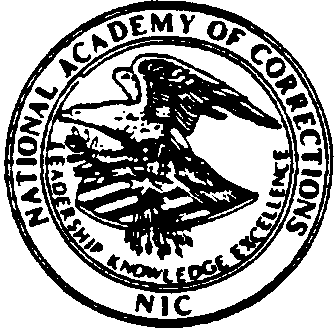 NATIONAL ACADEMY OF CORRECTIONS
LEADERSHIP KNOWLEDGE EXCELLENCE
NIC